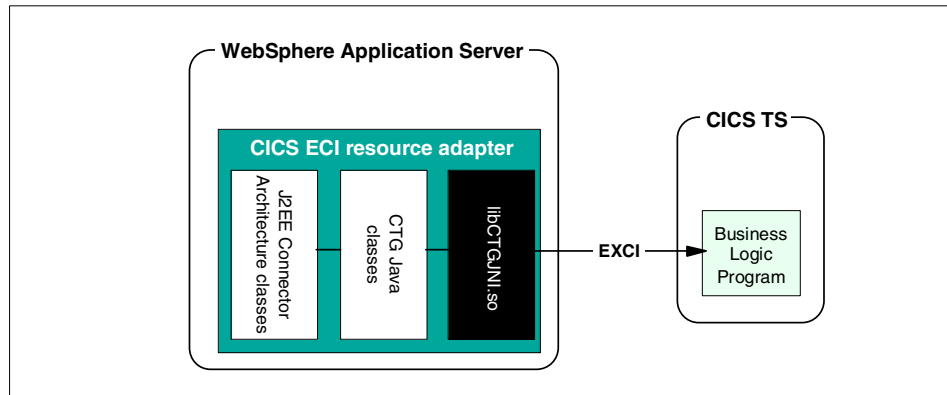 WebSphere Application Server
CICS TS
CICS ECI resource adapter
J2EE Connector
Architecture classes
CTG Java
classes
libCTGJNI.so
EXCI
Business
Logic
Program